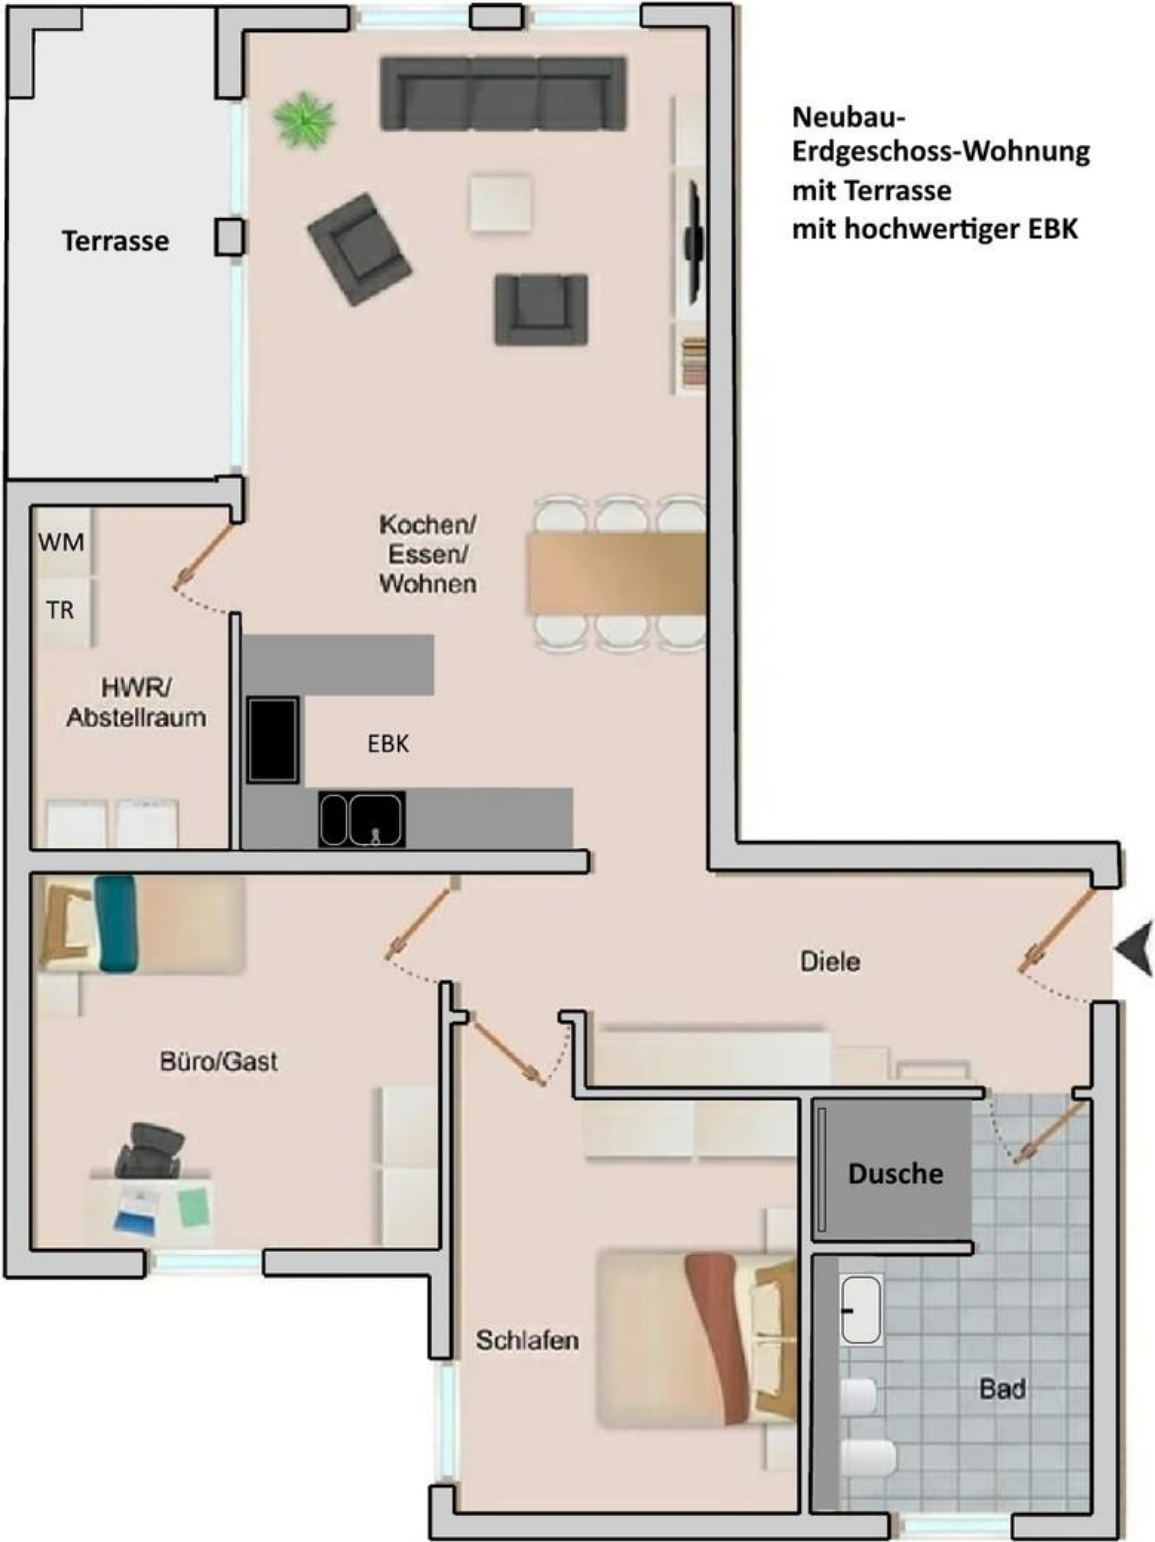 Neubau-
Erdgeschoss-Wohnung
mit Terrasse
mit hochwertiger EBK
Terrasse
Kochen/
Essen/
Wohnen
WM
TR
HWR/
Abstellraum
EBK
Diele
Büro/Gast
Dusche
Schlafen
Bad